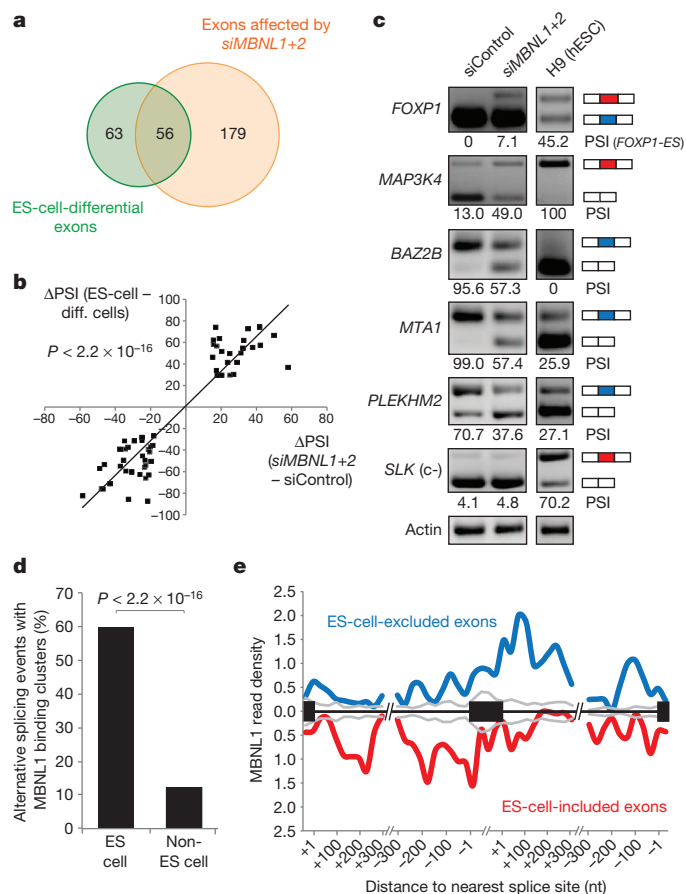 a
Exons affected by
siMBNL1+2
63
56
179
ES-cell-differential
exons
b
ΔPSI (ES-cell –
diff. cells)
P < 2.2 × 10−16
100
80
60
40
20
−80
−60
−40
−20
20
40
60
80
−20
−40
−60
−80
−100
ΔPSI
(siMBNL1+2
– siControl)
c
siControl
siMBNL1+2
H9 (hESC)
FOXP1
0
7.1
45.2
PSI (FOXP1-ES)
MAP3K4
13.0
49.0
100
PSI
BAZ2B
95.6
57.3
0
PSI
MTA1
99.0
57.4
25.9
PSI
PLEKHM2
70.7
37.6
27.1
PSI
SLK (c-)
4.1
4.8
70.2
PSI
Actin
d
Alternative splicing events with
MBNL1 binding clusters (%)
70
60
50
40
30
20
10
0
P < 2.2 × 10−16
ES
cell
Non-
ES cell
e
MBNL1 read density
2.5
2.0
1.5
1.0
0.5
0.0
0.5
1.0
1.5
2.0
2.5
ES-cell-excluded exons
ES-cell-included exons
+1
+100
+200
+300
−300
−200
−100
−1
+1
+100
+200
+300
−300
−200
−100
−1
Distance to nearest splice site (nt)